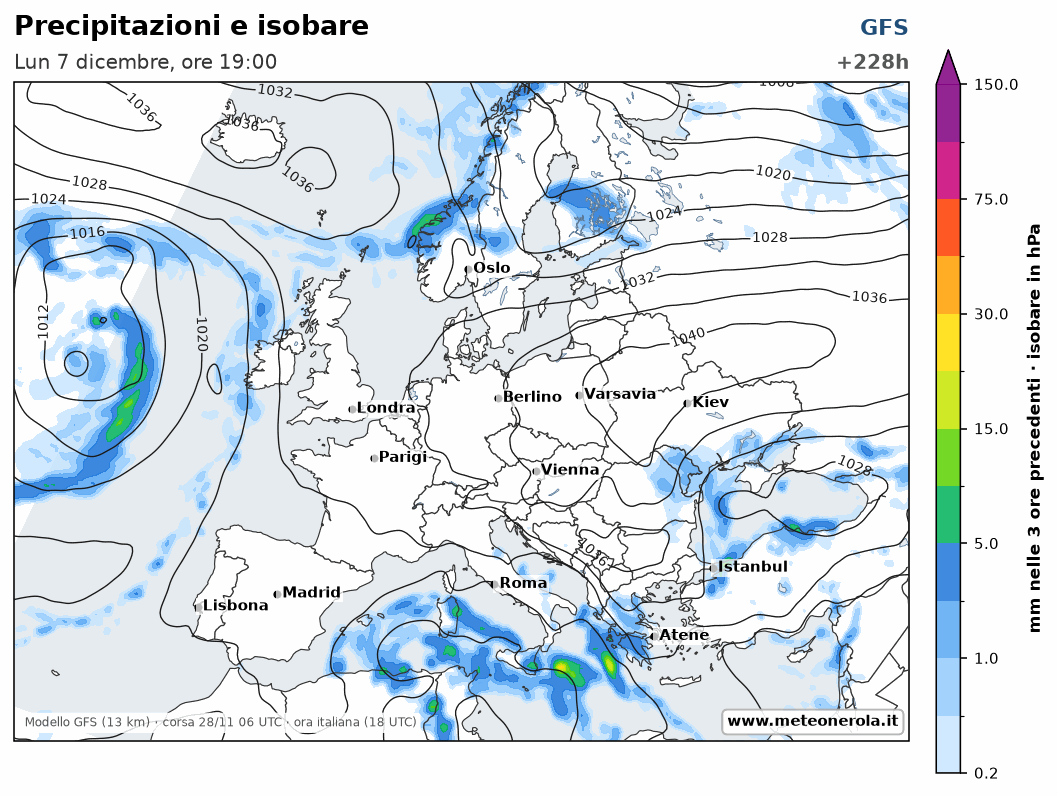 Precipitazioni e isobare
GFS
Lun 7 dicembre, ore 19:00
+228h
1036
1032
1008
1036
1036
1028
1024
1016
1020
1024
1028
1032
1036
1012
1020
1040
1028
1036
Oslo
Berlino
Varsavia
Kiev
Londra
Parigi
Vienna
Istanbul
Roma
Madrid
Lisbona
Atene
Modello GFS (13 km) · corsa 28/11 06 UTC · ora italiana (18 UTC)
www.meteonerola.it
150.0
75.0
30.0
15.0
5.0
1.0
0.2
mm nelle 3 ore precedenti · isobare in hPa